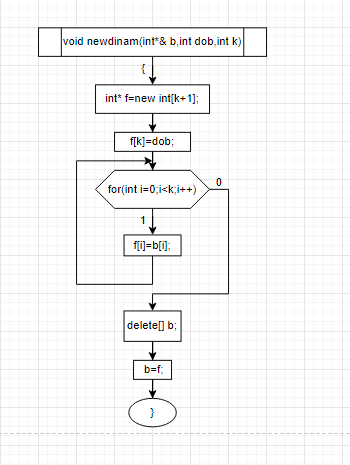 void newdinam(int*& b,int dob,int k)
{
int* f=new int[k+1];
f[k]=dob;
for(int i=0;i<k;i++)
0
1
f[i]=b[i];
delete[] b;
b=f;
}